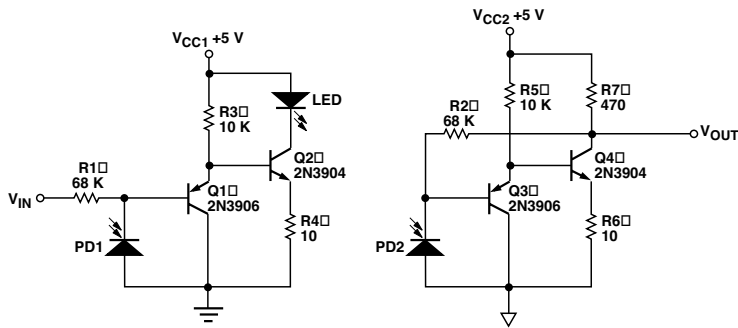 VCC1 +5 V
LED
R3□
10 K
Q2□
2N3904
R1□
68 K
VIN
Q1□
2N3906
R4□
10
PD1
VCC2 +5 V
R5□
10 K
R7□
470
R2□
68 K
VOUT
Q4□
2N3904
Q3□
2N3906
R6□
10
PD2